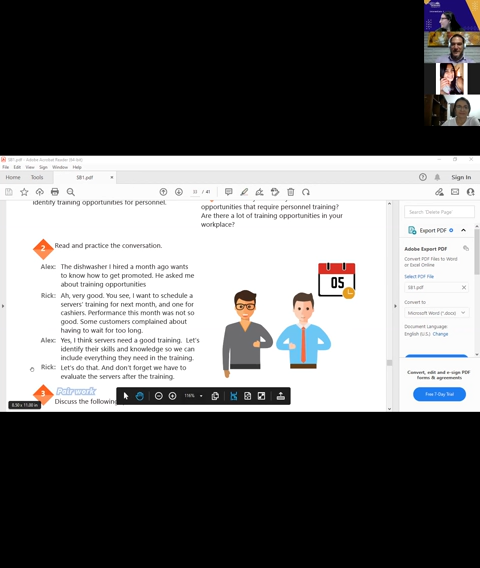 SB1.pdf - Adobe Acrobat Reader (64-bit)
File Edit View Sign Window Help
Home Tools SB1.pdf × Sign In
/ 41
identify training opportunities for personnel.
opportunities that require personnel training?
Are there a lot of training opportunities in your
workplace?
2 Read and practice the conversation.
Alex: The dishwasher I hired a month ago wants
to know how to get promoted. He asked me
about training opportunities
Rick: Ah, very good. You see, I want to schedule a
servers' training for next month, and one for
cashiers. Performance this month was not so
good. Some customers complained about
having to wait for too long.
Alex: Yes, I think servers need a good training. Let's
identify their skills and knowledge so we can
include everything they need in the training.
Rick: Let's do that. And don't forget we have to
evaluate the servers after the training.
05
3 Pair work
Discuss the following
116%
8.50 x 11.00 in
Search 'Delete Page'
Export PDF
Adobe Export PDF
Convert PDF Files to Word
or Excel Online
Select PDF File
SB1.pdf ×
Convert to
Microsoft Word (*.docx)
Document Language:
English (U.S.) Change
Convert, edit and e-sign PDF
forms & agreements
Free 7-Day Trial